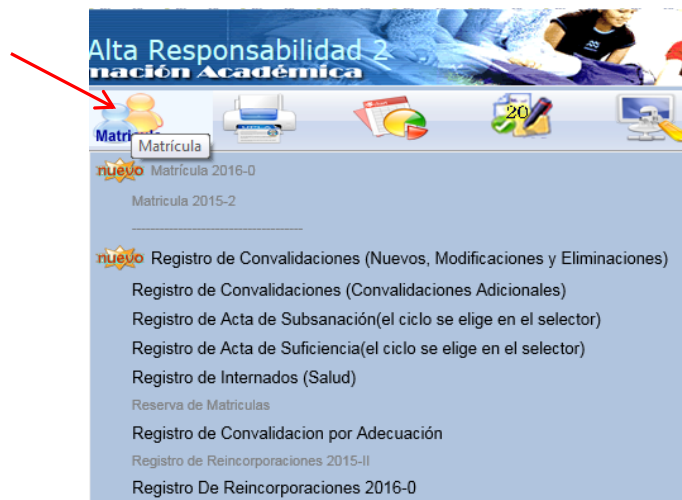 Alta Responsabilidad 2
mación Académica
20
Matrícula
nuevo Matrícula 2016-0
Matricula 2015-2
------------------------------------
nuevo Registro de Convalidaciones (Nuevos, Modificaciones y Eliminaciones)
Registro de Convalidaciones (Convalidaciones Adicionales)
Registro de Acta de Subsanación(el ciclo se elige en el selector)
Registro de Acta de Suficiencia(el ciclo se elige en el selector)
Registro de Internados (Salud)
Reserva de Matriculas
Registro de Convalidacion por Adecuación
Registro de Reincorporaciones 2015-II
Registro De Reincorporaciones 2016-0